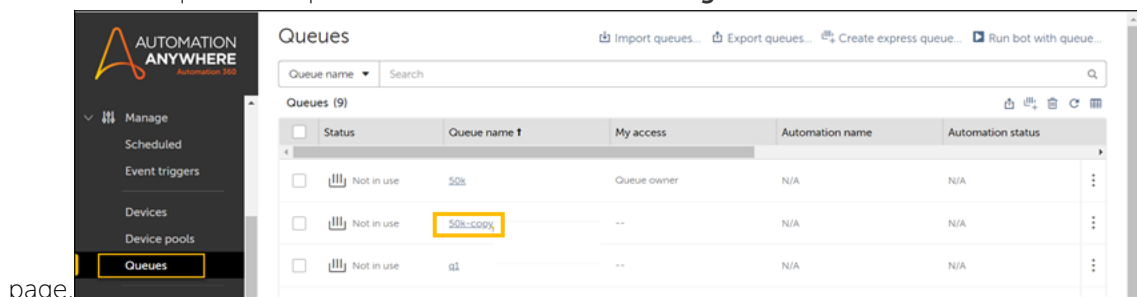 AUTOMATION
ANYWHERE
Automation 360
Manage
Scheduled
Event triggers
Devices
Device pools
Queues
Queues
Import queues... Export queues... Create express queue... Run bot with queue...
Queue name Search
Queues (9)
Status Queue name My access Automation name Automation status
Not in use 50k Queue owner N/A N/A
Not in use 50k-copy -- N/A N/A
Not in use q1 -- N/A N/A
page.